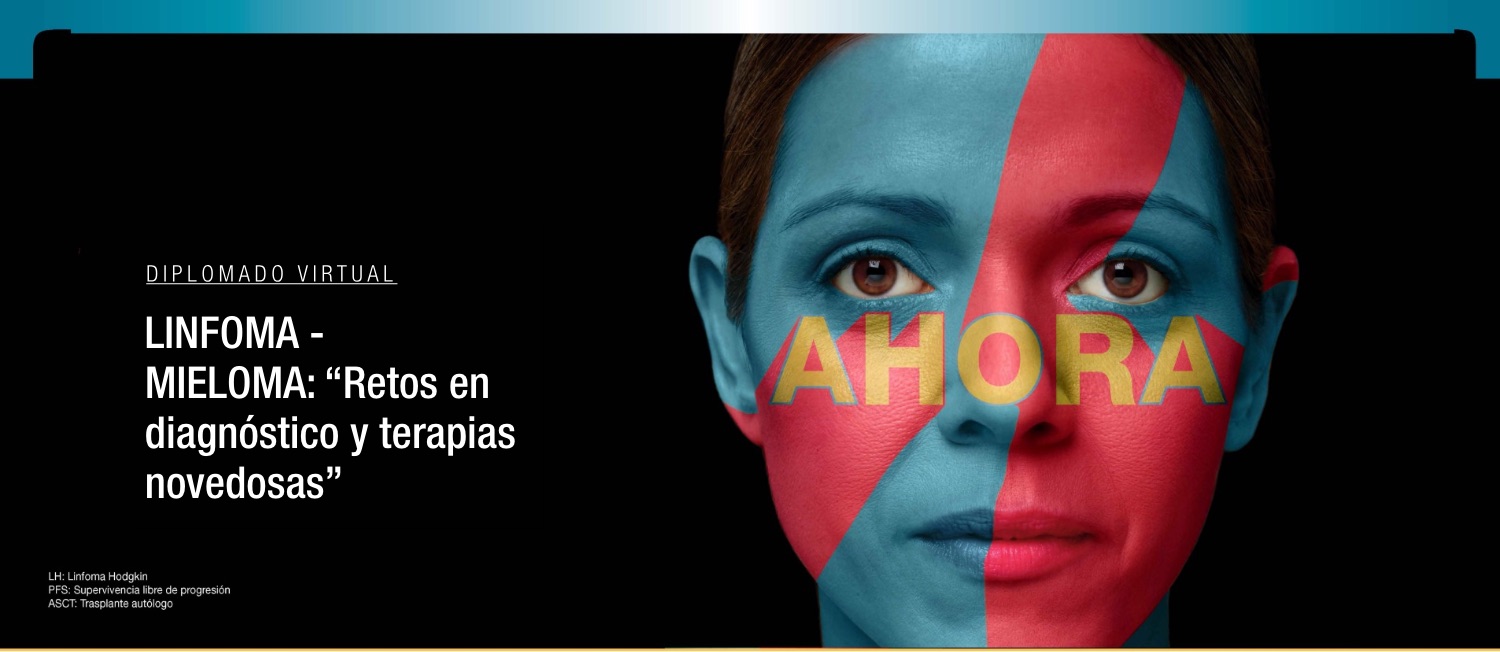 DIPLOMADO VIRTUAL
LINFOMA -
MIELOMA: “Retos en
diagnóstico y terapias
novedosas”
AHORA
LH: Linfoma Hodgkin
PFS: Supervivencia libre de progresión
ASCT: Trasplante autólogo